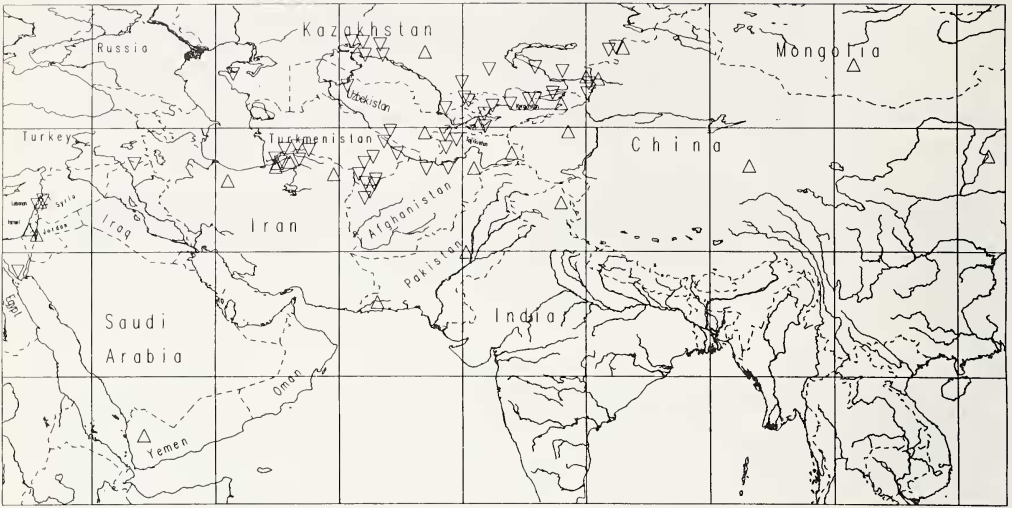 Kazakhstan
Russia
Mongolia
Uzbekistan
Turkey
Turkmenistan
China
Lebanon
Syria
Israel
Jordan
Iraq
Iran
Afghanistan
Pakistan
Egypt
Saudi
Arabia
India
Oman
Yemen